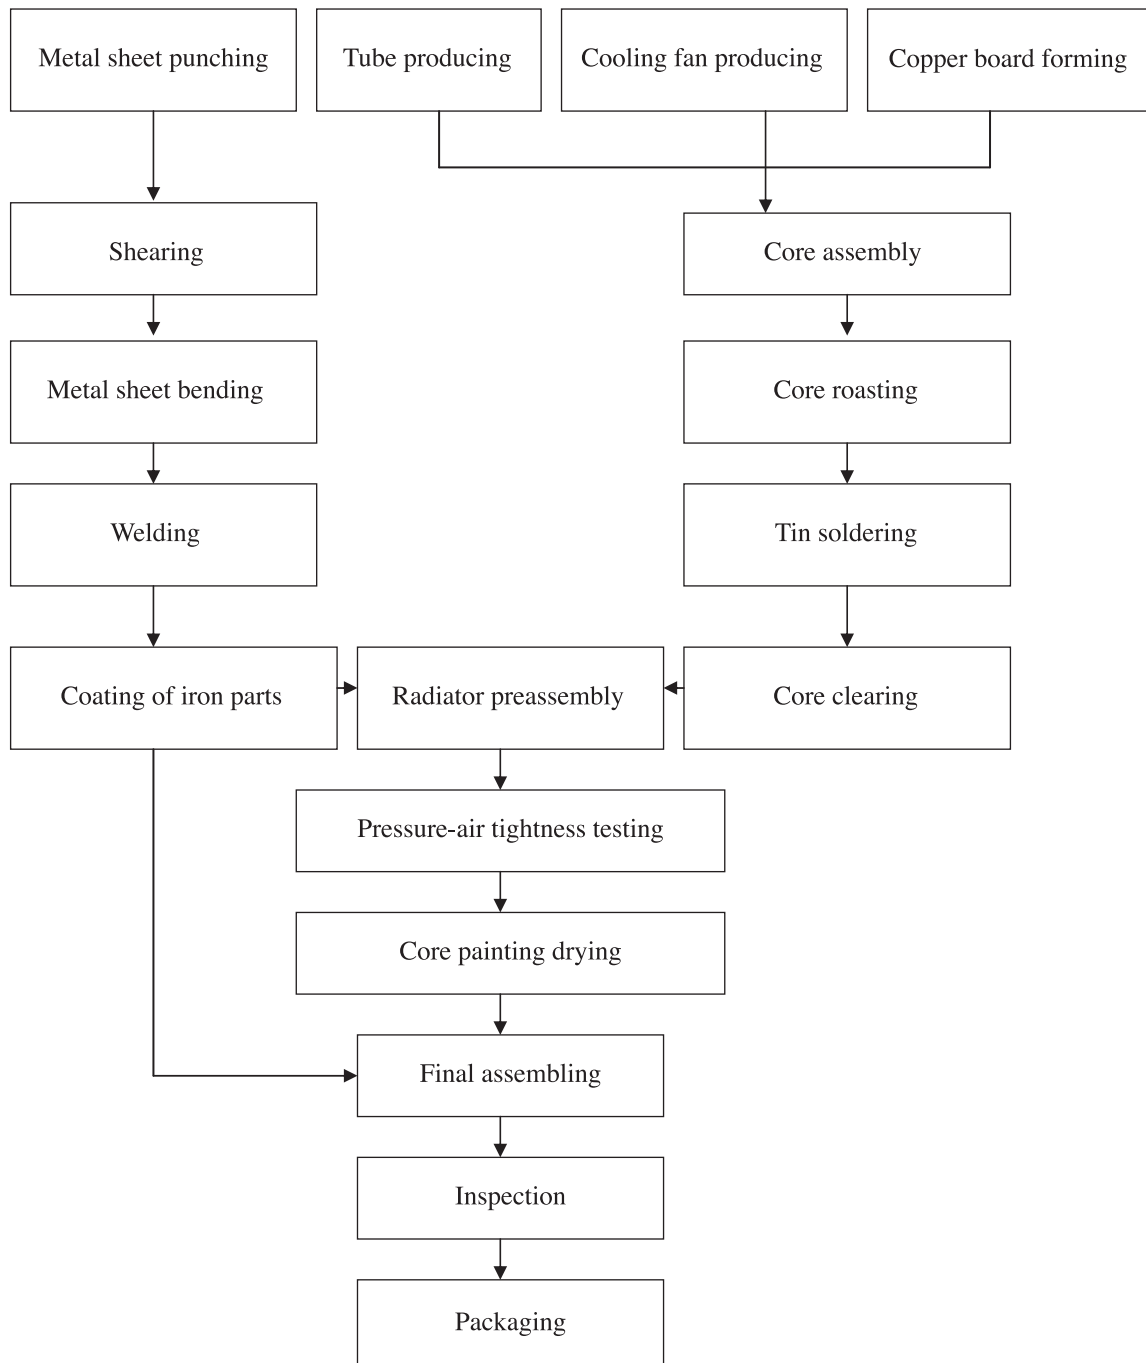 Metal sheet punching
Tube producing
Cooling fan producing
Copper board forming
Shearing
Core assembly
Metal sheet bending
Core roasting
Welding
Tin soldering
Coating of iron parts
Radiator preassembly
Core clearing
Pressure-air tightness testing
Core painting drying
Final assembling
Inspection
Packaging